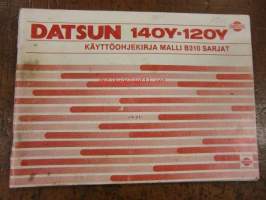 DATSUN 140Y·120Y
KÄYTTÖOHJEKIRJA MALLI B310 SARJAT